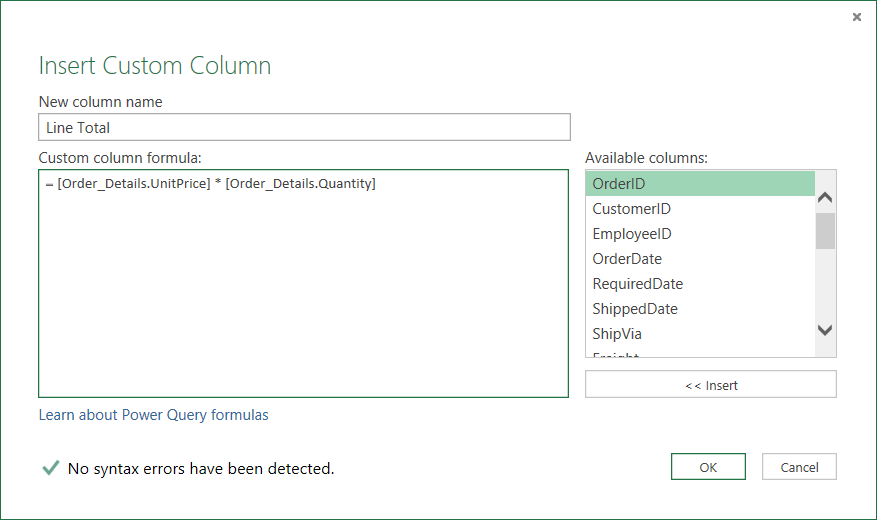 Insert Custom Column
New column name
Line Total
Custom column formula:
= [Order_Details.UnitPrice] * [Order_Details.Quantity]
Available columns:
OrderID
CustomerID
EmployeeID
OrderDate
RequiredDate
ShippedDate
ShipVia
Freight
<< Insert
Learn about Power Query formulas
No syntax errors have been detected.
OK
Cancel